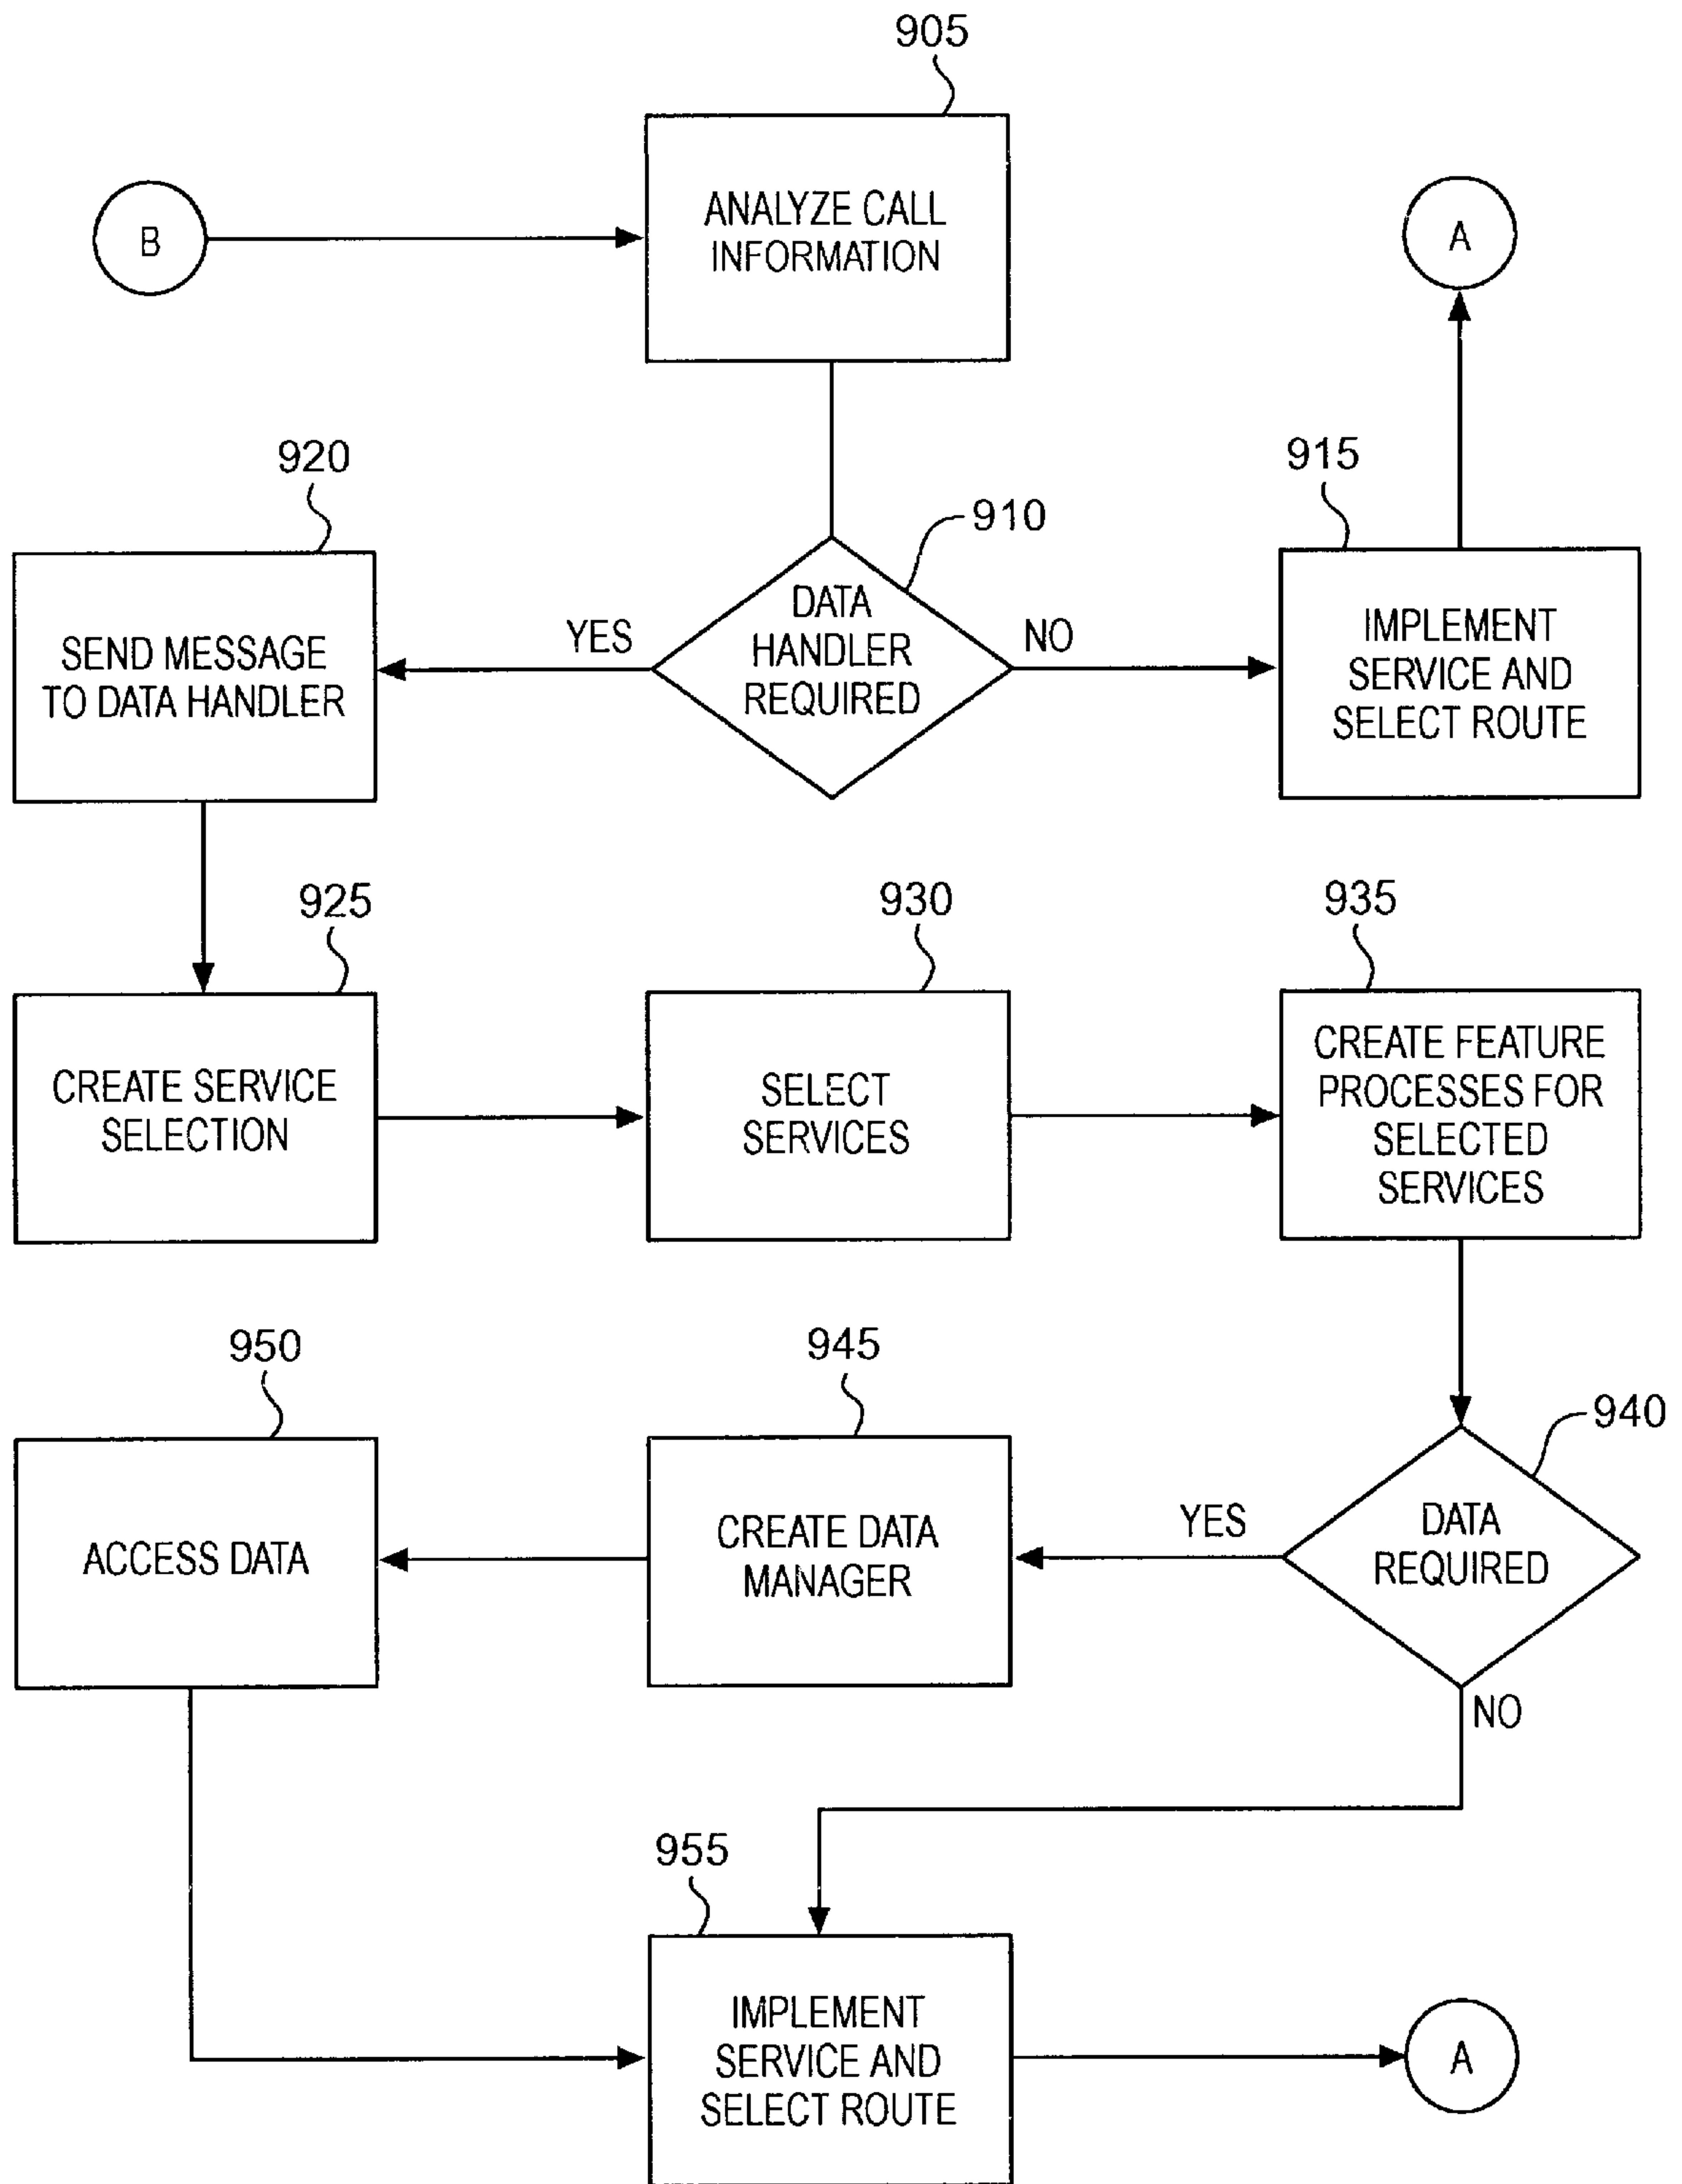 905
B
ANALYZE CALL
INFORMATION
A
920
910
915
SEND MESSAGE
TO DATA HANDLER
YES
DATA
HANDLER
REQUIRED
NO
IMPLEMENT
SERVICE AND
SELECT ROUTE
925
930
935
CREATE SERVICE
SELECTION
SELECT
SERVICES
CREATE FEATURE
PROCESSES FOR
SELECTED
SERVICES
950
945
940
ACCESS DATA
CREATE DATA
MANAGER
YES
DATA
REQUIRED
NO
955
IMPLEMENT
SERVICE AND
SELECT ROUTE
A